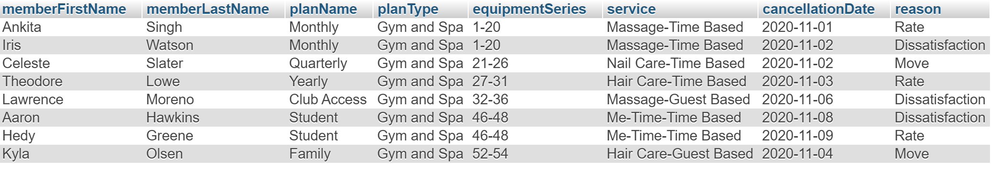 memberFirstName memberLastName planName planType equipmentSeries service cancellationDate reason
Ankita Singh Monthly Gym and Spa 1-20 Massage-Time Based 2020-11-01 Rate
Iris Watson Monthly Gym and Spa 1-20 Massage-Time Based 2020-11-02 Dissatisfaction
Celeste Slater Quarterly Gym and Spa 21-26 Nail Care-Time Based 2020-11-02 Move
Theodore Lowe Yearly Gym and Spa 27-31 Hair Care-Time Based 2020-11-03 Rate
Lawrence Moreno Club Access Gym and Spa 32-36 Massage-Guest Based 2020-11-06 Dissatisfaction
Aaron Hawkins Student Gym and Spa 46-48 Me-Time-Time Based 2020-11-08 Dissatisfaction
Hedy Greene Student Gym and Spa 46-48 Me-Time-Time Based 2020-11-09 Rate
Kyla Olsen Family Gym and Spa 52-54 Hair Care-Guest Based 2020-11-04 Move